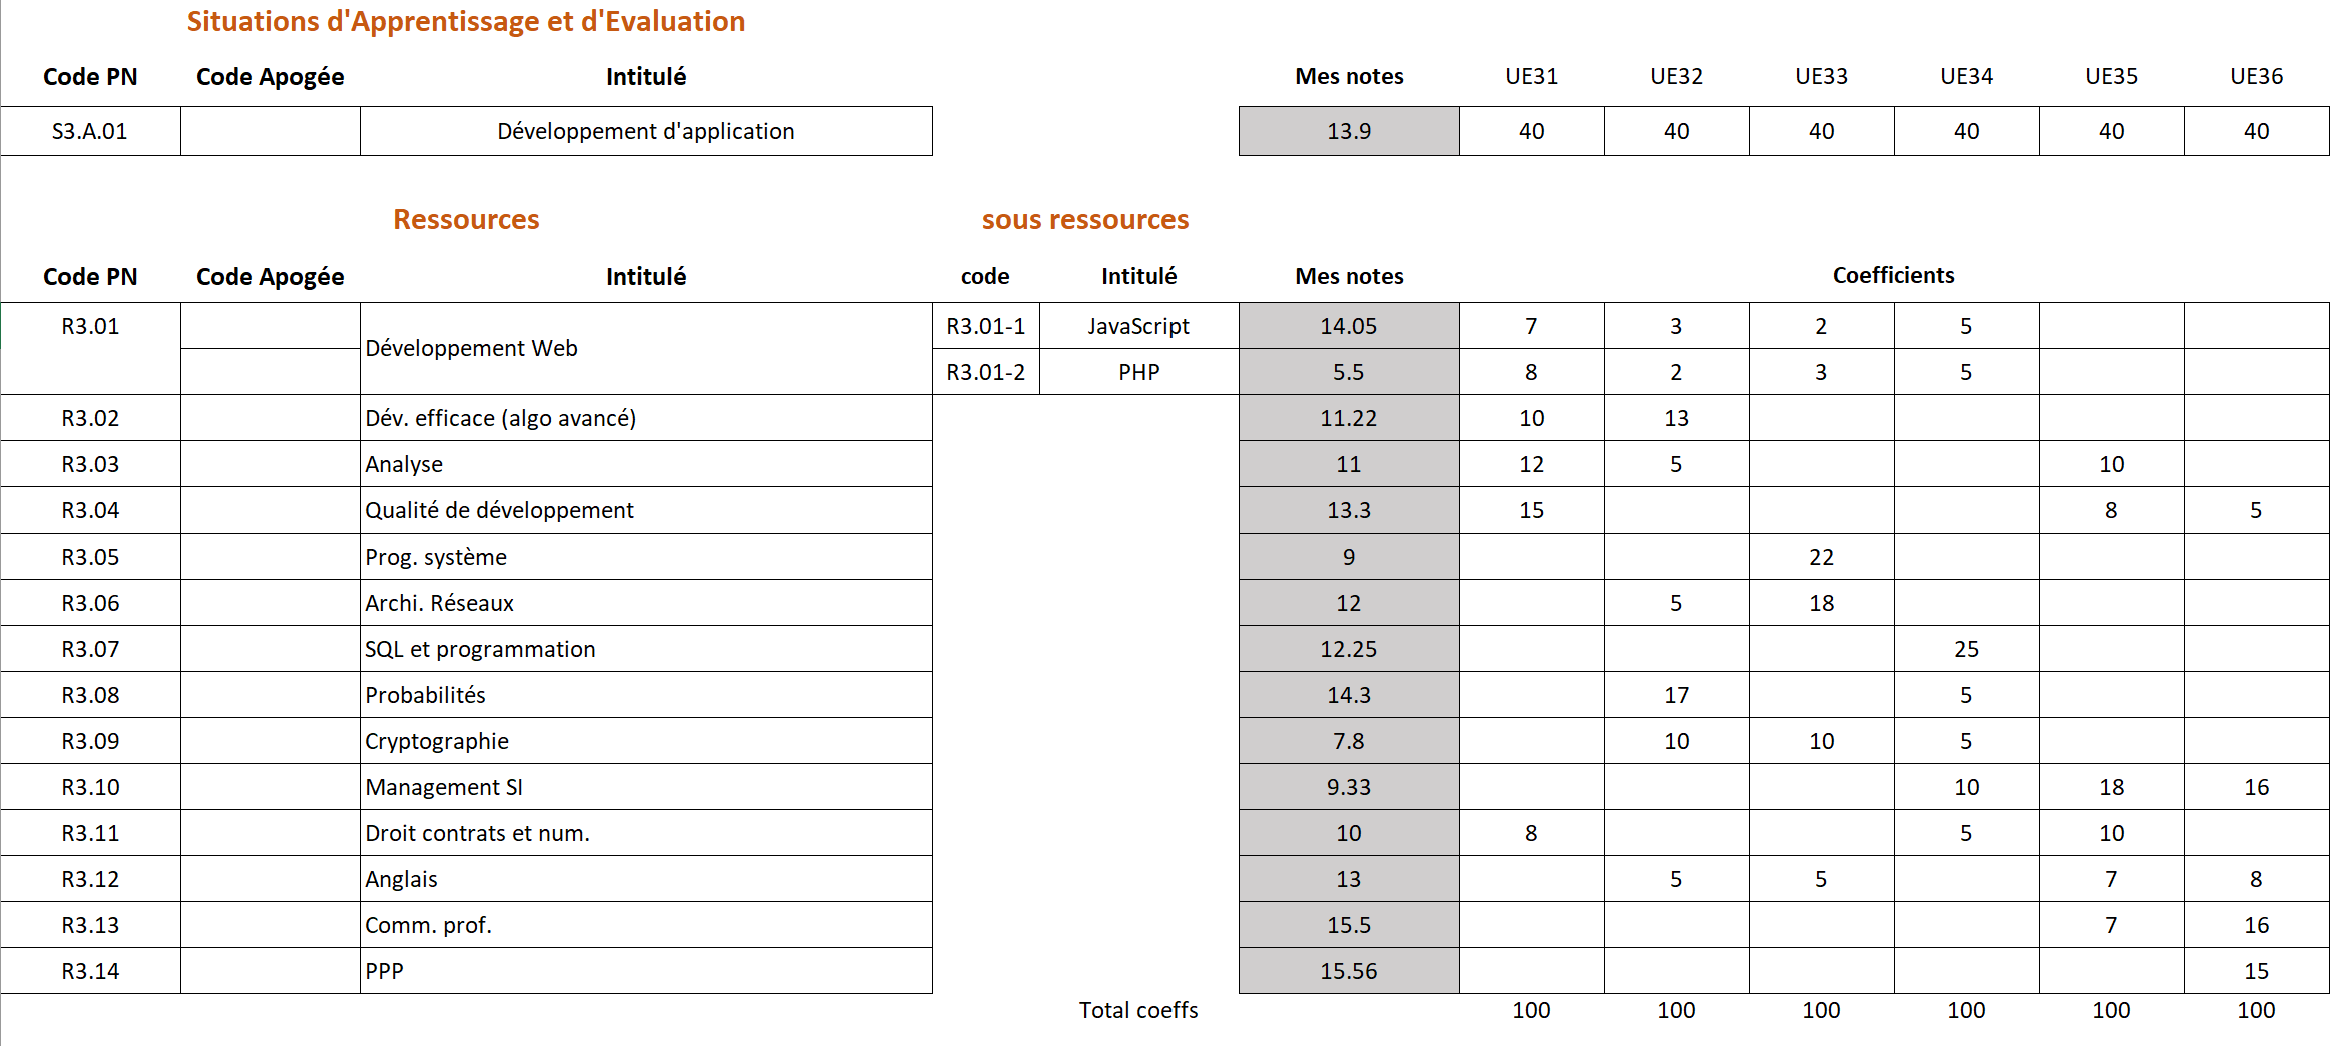 Situations d'Apprentissage et d'Evaluation
Code PN Code Apogée Intitulé Mes notes UE31 UE32 UE33 UE34 UE35 UE36
S3.A.01 Développement d'application 13.9 40 40 40 40 40 40
Ressources sous ressources
Code PN Code Apogée Intitulé code Intitulé Mes notes Coefficients
R3.01 Développement Web R3.01-1 JavaScript 14.05 7 3 2 5
R3.01-2 PHP 5.5 8 2 3 5
R3.02 Dév. efficace (algo avancé) 11.22 10 13
R3.03 Analyse 11 12 5 10
R3.04 Qualité de développement 13.3 15 8 5
R3.05 Prog. système 9 22
R3.06 Archi. Réseaux 12 5 18
R3.07 SQL et programmation 12.25 25
R3.08 Probabilités 14.3 17 5
R3.09 Cryptographie 7.8 10 10 5
R3.10 Management SI 9.33 10 18 16
R3.11 Droit contrats et num. 10 8 5 10
R3.12 Anglais 13 5 5 7 8
R3.13 Comm. prof. 15.5 7 16
R3.14 PPP 15.56 15
Total coeffs 100 100 100 100 100 100